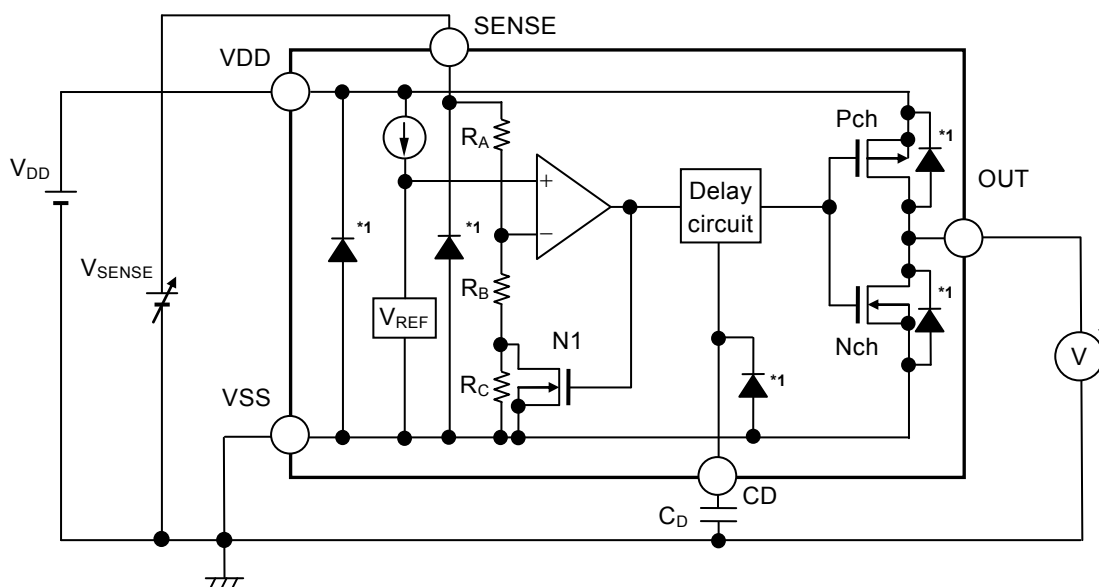 SENSE
VDD
Pch
*1
R_A
V_DD
+
OUT
Delay
circuit
−
*1
*1
V_SENSE
R_B
*1
V_REF
N1
Nch
V
R_C
*1
VSS
CD
C_D